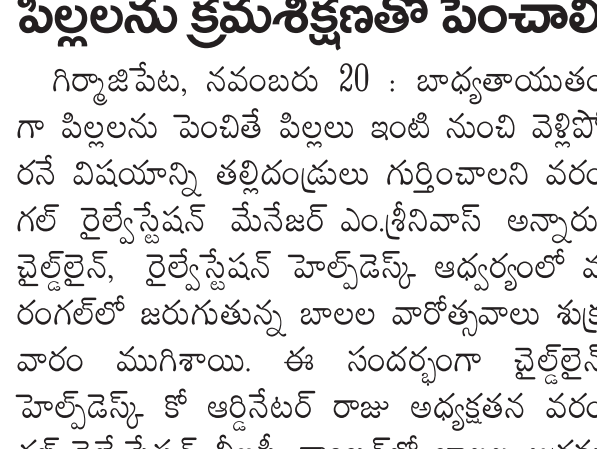 పిల్లలను క్రమశిక్షణతో పెంచాలి
గిర్మాజిపేట, నవంబరు 20 : బాధ్యతాయుతం
గా పిల్లలను పెంచితే పిల్లలు ఇంటి నుంచి వెళ్లిపో
రనే విషయాన్ని తల్లిదండ్రులు గుర్తించాలని వరం
గల్ రైల్వేస్టేషన్ మేనేజర్ ఎం.శ్రీనివాస్ అన్నారు
చైల్డ్‌లైన్, రైల్వేస్టేషన్ హెల్ప్‌డెస్క్ ఆధ్వర్యంలో వ
రంగల్‌లో జరుగుతున్న బాలల వారోత్సవాలు శుక్ర
వారం ముగిశాయి. ఈ సందర్భంగా చైల్డ్‌లైన్
హెల్ప్‌డెస్క్ కో ఆర్డినేటర్ రాజు అధ్యక్షతన వరం